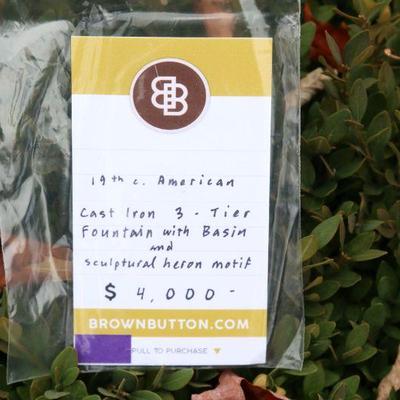 BB
19th c. American
Cast Iron 3-Tier
Fountain with Basin
and
sculptural heron motif
$ 4,000-
BROWNBUTTON.COM
PULL TO PURCHASE